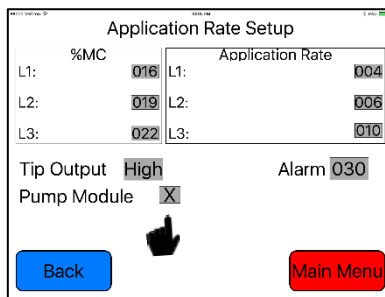 Application Rate Setup
%MC Application Rate
L1: 016 L1: 004
L2: 019 L2: 006
L3: 022 L3: 010
Tip Output High Alarm 030
Pump Module X
Back Main Menu